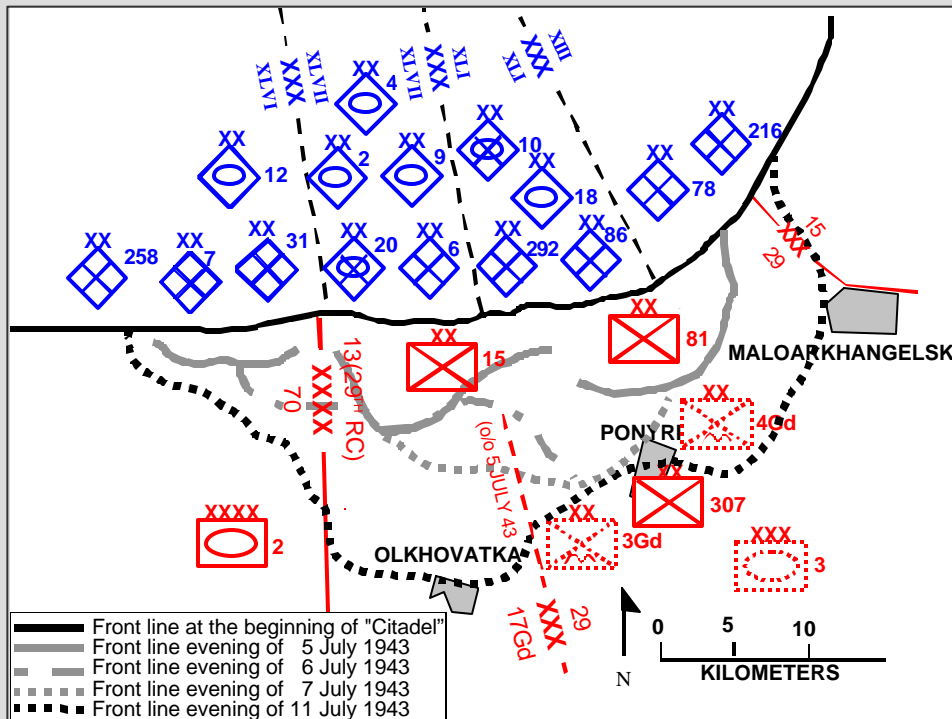 XLVI
XXX
XLVII
XLVII
XXX
XLI
XLI
XXX
XIII
XX
4
XX
12
XX
2
XX
9
XX
10
XX
18
XX
78
XX
216
XX
258
XX
7
XX
31
XX
20
XX
6
XX
292
XX
86
15
XXX
29
XX
15
XX
81
MALOARKHANGELSK
13(29TH RC)
XXXX
70
XX
4Gd
PONYRI
(o/o 5 JULY 43
XX
307
XXXX
2
XX
3Gd
XXX
3
OLKHOVATKA
29
XXX
17Gd
N
0 5 10
KILOMETERS
Front line at the beginning of "Citadel"
Front line evening of 5 July 1943
Front line evening of 6 July 1943
Front line evening of 7 July 1943
Front line evening of 11 July 1943